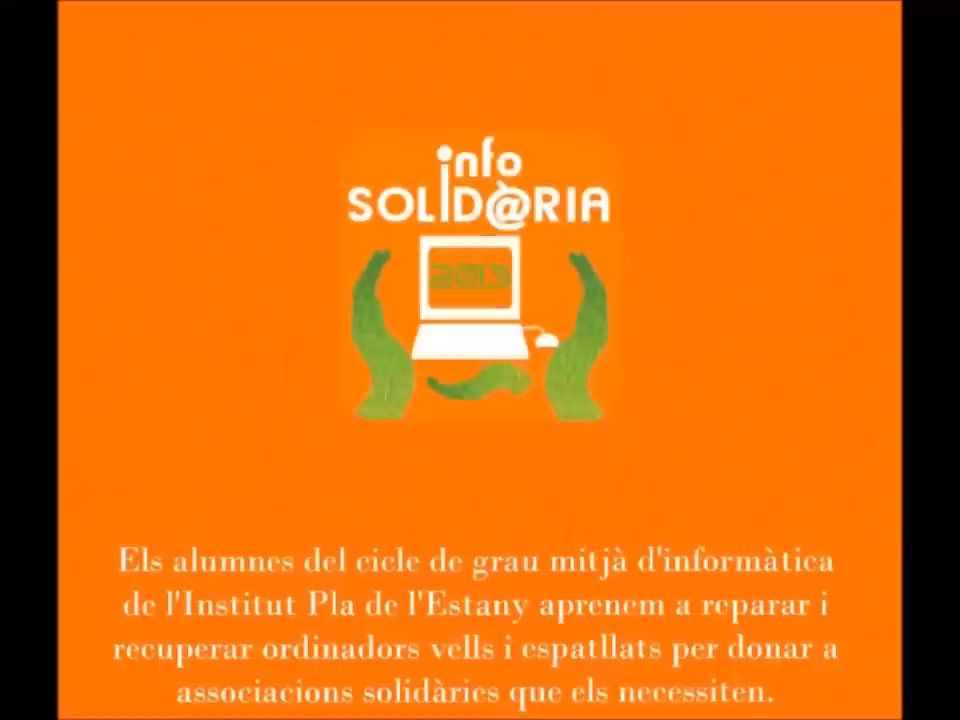 info
SOLID@RIA
Els alumnes del cicle de grau mitjà d'informàtica
de l'Institut Pla de l'Estany aprenem a reparar i
recuperar ordinadors vells i espatllats per donar a
associacions solidàries que els necessiten.